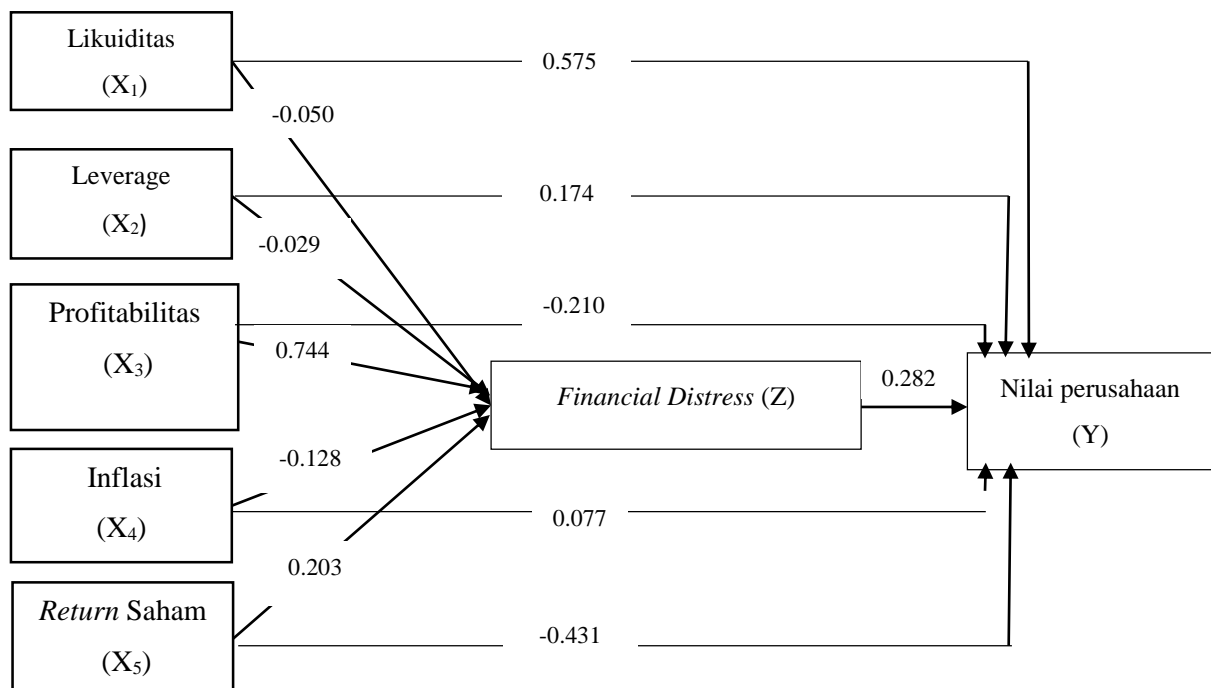 Likuiditas
(X₁)
0.575
-0.050
Leverage
(X₂)
0.174
-0.029
Profitabilitas
(X₃)
-0.210
0.744
Financial Distress (Z)
0.282
Nilai perusahaan
(Y)
Inflasi
(X₄)
-0.128
0.077
0.203
Return Saham
(X₅)
-0.431